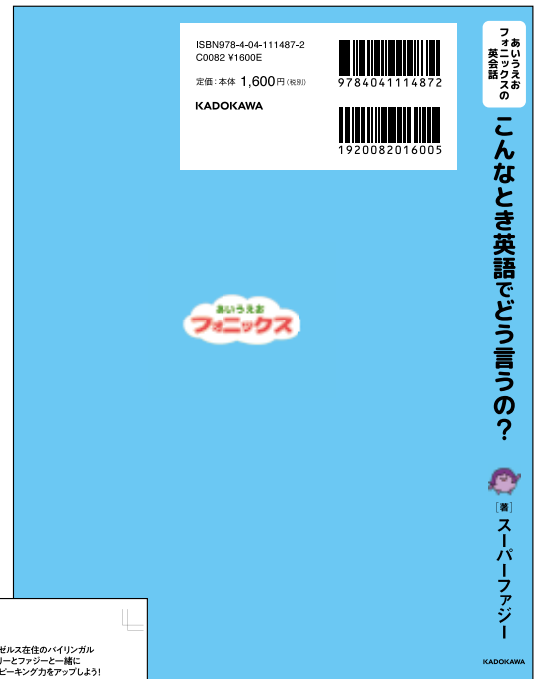 ISBN978-4-04-111487-2
C0082 ¥1600E
定価：本体 1,600円（税別）
KADOKAWA
9784041114872
1920082016005
あいうえお
フォニックスの
英会話
こんなとき英語でどう言うの？
［著］スーパーファジー
KADOKAWA
あいうえお
フォニックス
ゼルス在住のバイリンガル
リーとファジーと一緒に
ピーキング力をアップしよう！